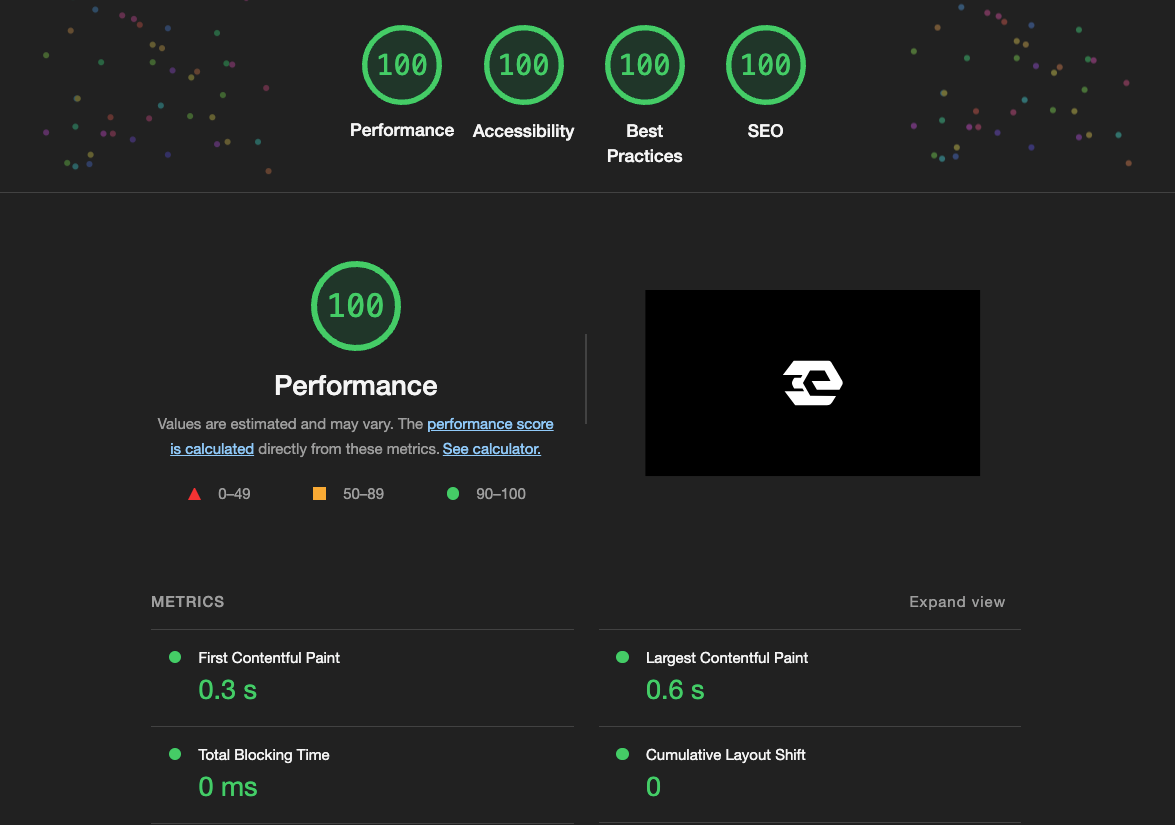 100
100
100
100
Performance
Accessibility
Best
Practices
SEO
100
Performance
Values are estimated and may vary. The performance score
is calculated directly from these metrics. See calculator.
0–49
50–89
90–100
METRICS
Expand view
First Contentful Paint
0.3 s
Largest Contentful Paint
0.6 s
Total Blocking Time
0 ms
Cumulative Layout Shift
0